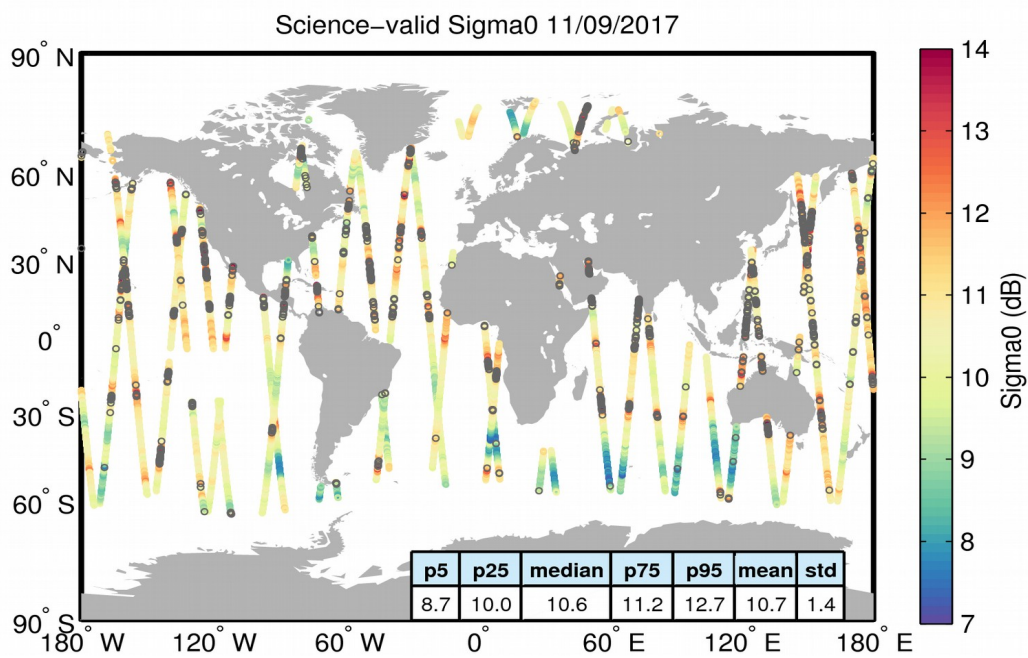 Science−valid Sigma0 11/09/2017
90° N
60° N
30° N
0°
30° S
60° S
90° S
180° W
120° W
60° W
0°
60° E
120° E
180° E
14
13
12
11
10
9
8
7
Sigma0 (dB)
p5 p25 median p75 p95 mean std
8.7 10.0 10.6 11.2 12.7 10.7 1.4